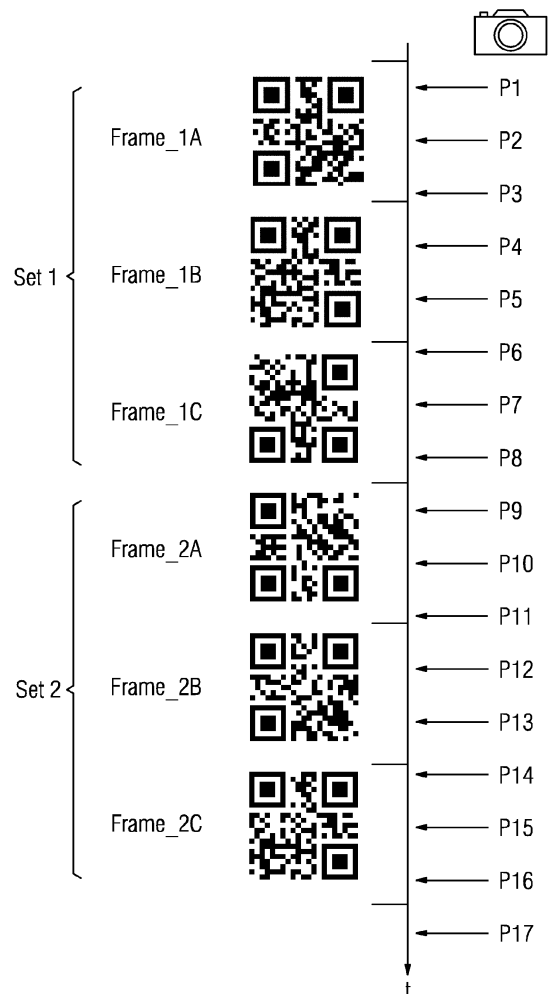 P1
Frame_1A
P2
P3
P4
Set 1
Frame_1B
P5
P6
P7
Frame_1C
P8
P9
Frame_2A
P10
P11
P12
Set 2
Frame_2B
P13
P14
Frame_2C
P15
P16
P17
t